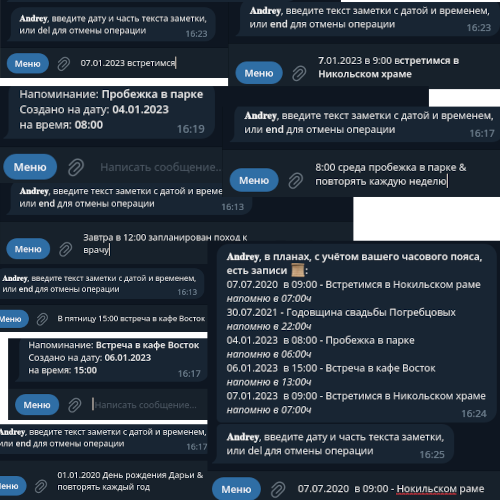 Andrey, введите дату и часть текста заметки,
или del для отмены операции
16:23
Меню
07.01.2023 встретимся
Напоминание: Пробежка в парке
Создано на дату: 04.01.2023
на время: 08:00
16:19
Меню
Написать сообщение...
Andrey, введите текст заметки с датой и време
или end для отмены операции
16:13
Меню
Завтра в 12:00 запланирован поход к
врачу
Andrey, введите текст заметки с датой и временем,
или end для отмены операции
16:13
Меню
В пятницу 15:00 встреча в кафе Восток
Напоминание: Встреча в кафе Восток
Создано на дату: 06.01.2023
на время: 15:00
16:17
Меню
Написать сообщение...
Andrey, введите текст заметки с датой и временем,
или end для отмены операции
16:17
Меню
01.01.2020 День рождения Дарьи &
повторять каждый год
Andrey, введите текст заметки с датой и временем,
или end для отмены операции
16:23
Меню
7.01.2023 в 9:00 встретимся в
Никольском храме
Andrey, введите текст заметки с датой и временем,
или end для отмены операции
16:17
Меню
8:00 среда пробежка в парке &
повторять каждую неделю
Andrey, в планах, с учётом вашего часового пояса,
есть записи :
07.07.2020 в 09:00 - Встретимся в Нокильском раме
напомню в 07:00ч
30.07.2021 - Годовщина свадьбы Погребцовых
напомню в 22:00ч
04.01.2023 в 08:00 - Пробежка в парке
напомню в 06:00ч
06.01.2023 в 15:00 - Встреча в кафе Восток
напомню в 13:00ч
07.01.2023 в 09:00 - Встретимся в Никольском храме
напомню в 07:00ч
16:24
Andrey, введите дату и часть текста заметки,
или del для отмены операции
16:25
Меню
07.07.2020 в 09:00 - Нокильском раме